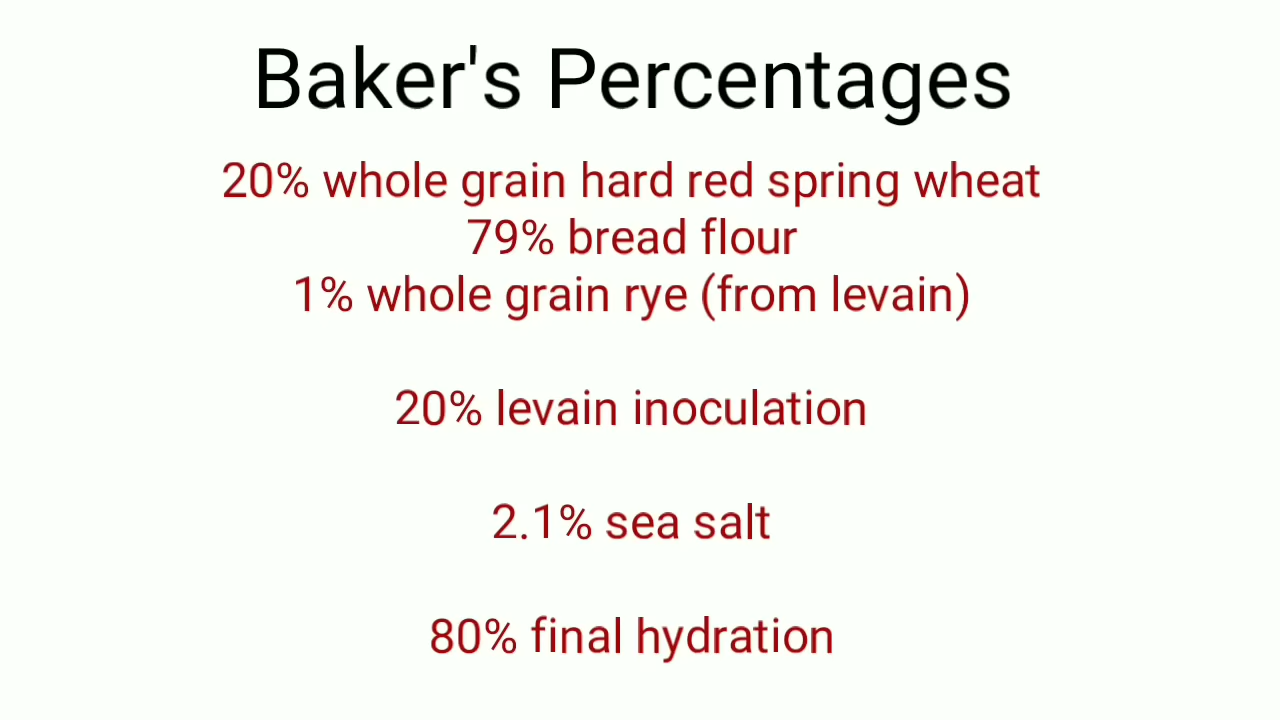 Baker's Percentages
20% whole grain hard red spring wheat
79% bread flour
1% whole grain rye (from levain)
20% levain inoculation
2.1% sea salt
80% final hydration